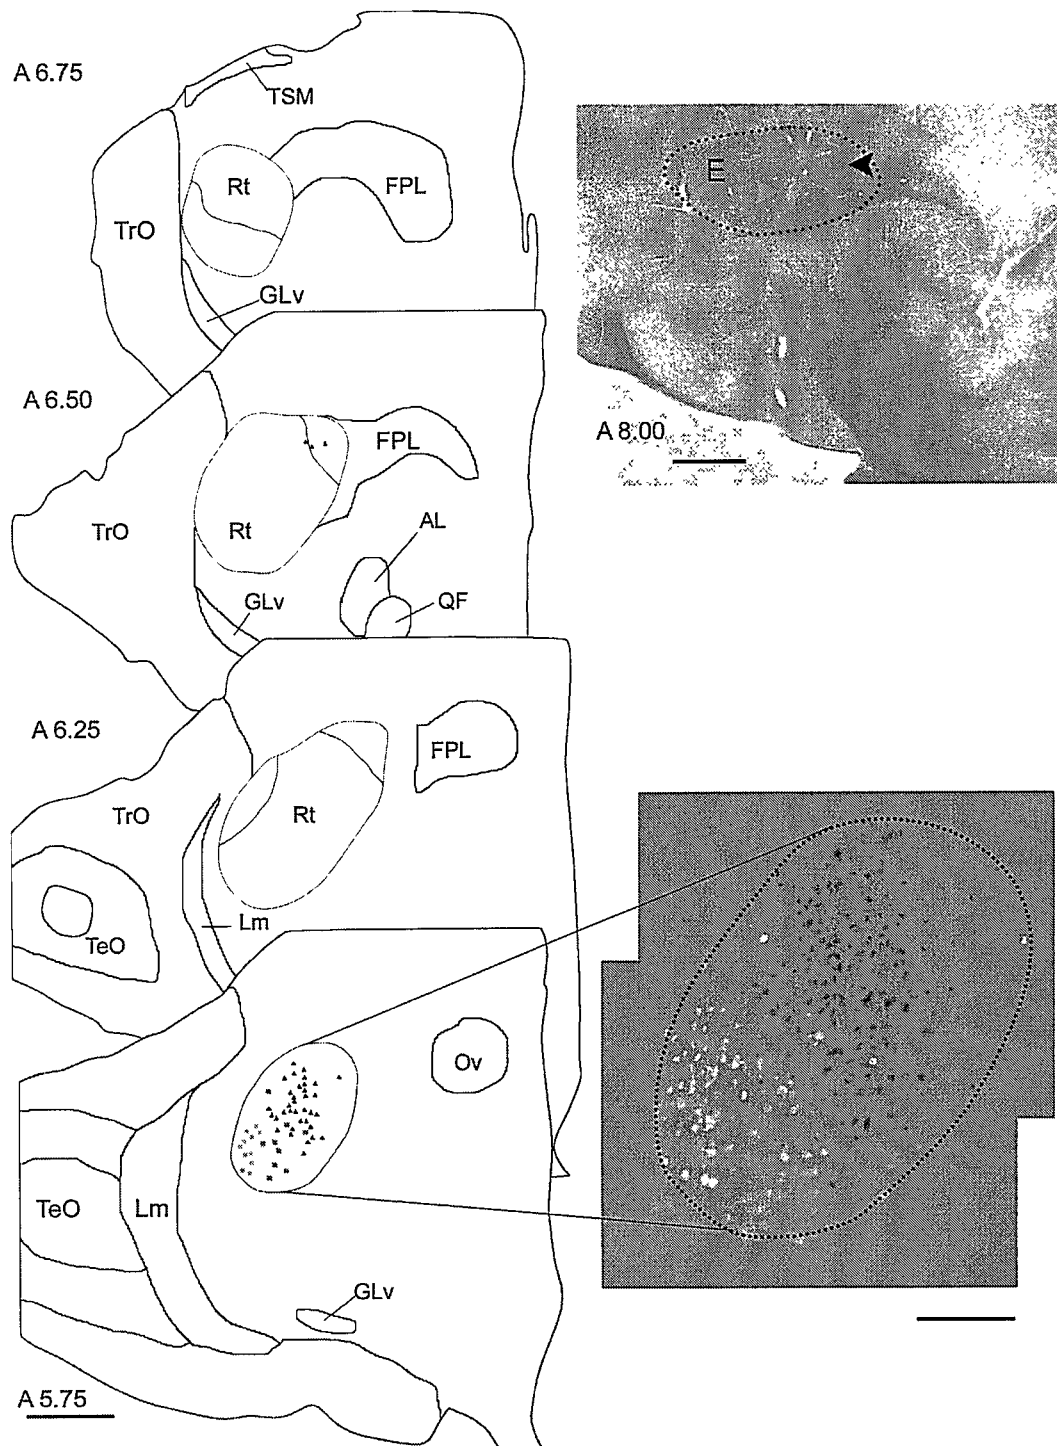 A 6.75
TSM
Rt
FPL
TrO
GLv
E
A 8.00
A 6.50
FPL
TrO
Rt
AL
GLv
QF
A 6.25
FPL
TrO
Rt
TeO
Lm
Ov
TeO
Lm
GLv
A 5.75